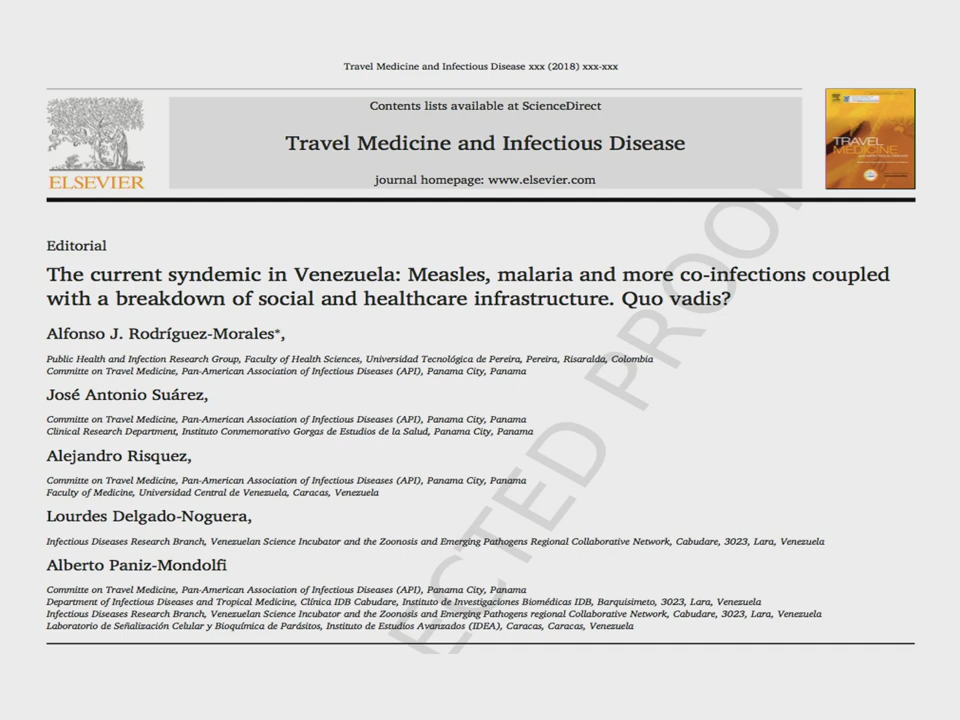 Travel Medicine and Infectious Disease xxx (2018) xxx-xxx
Contents lists available at ScienceDirect
Travel Medicine and Infectious Disease
journal homepage: www.elsevier.com
ELSEVIER
TRAVEL
MEDICINE
Editorial
The current syndemic in Venezuela: Measles, malaria and more co-infections coupled
with a breakdown of social and healthcare infrastructure. Quo vadis?
Alfonso J. Rodríguez-Morales*,
Public Health and Infection Research Group, Faculty of Health Sciences, Universidad Tecnológica de Pereira, Pereira, Risaralda, Colombia
Committee on Travel Medicine, Pan-American Association of Infectious Diseases (API), Panama City, Panama
José Antonio Suárez,
Committe on Travel Medicine, Pan-American Association of Infectious Diseases (API), Panama City, Panama
Clinical Research Department, Instituto Conmemorativo Gorgas de Estudios de la Salud, Panama City, Panama
Alejandro Risquez,
Committe on Travel Medicine, Pan-American Association of Infectious Diseases (API), Panama City, Panama
Faculty of Medicine, Universidad Central de Venezuela, Caracas, Venezuela
Lourdes Delgado-Noguera,
Infectious Diseases Research Branch, Venezuelan Science Incubator and the Zoonosis and Emerging Pathogens Regional Collaborative Network, Cabudare, 3023, Lara, Venezuela
Alberto Paniz-Mondolfi
Committe on Travel Medicine, Pan-American Association of Infectious Diseases (API), Panama City, Panama
Department of Infectious Diseases and Tropical Medicine, Clínica IDB Cabudare, Instituto de Investigaciones Biomédicas IDB, Barquisimeto, 3023, Lara, Venezuela
Infectious Diseases Research Branch, Venezuelan Science Incubator and the Zoonosis and Emerging Pathogens regional Collaborative Network, Cabudare, 3023, Lara, Venezuela
Laboratorio de Señalización Celular y Bioquímica de Parásitos, Instituto de Estudios Avanzados (IDEA), Caracas, Caracas, Venezuela
ECTED PROOF